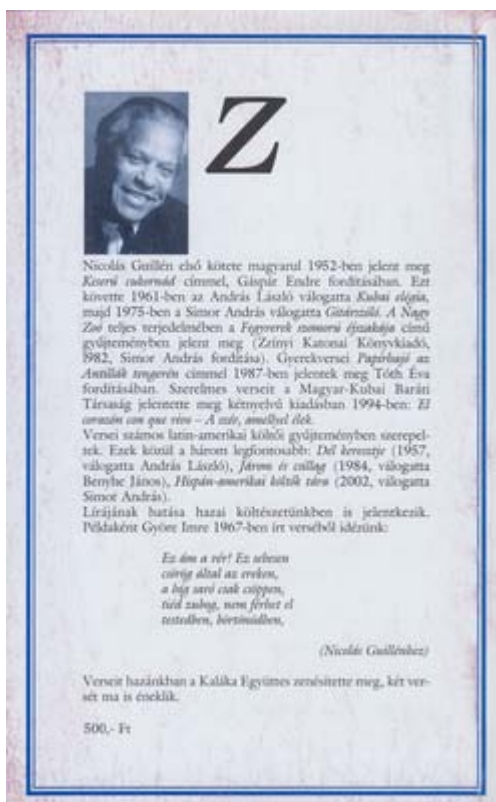 Z
Nicolás Guillén első kötete magyarul 1952-ben jelent meg
Keserű cukornád címmel, Gáspár Endre fordításában. Ezt
követte 1961-ben az András László válogatta Kubai elégia,
majd 1975-ben a Simor András válogatta Gitárszóló. A Nagy
Zoo teljes terjedelmében a Fegyverek szomorú éjszakája című
gyűjteményben jelent meg (Zrínyi Katonai Könyvkiadó,
1982, Simor András fordítása). Gyerekversei Papírhajó az
Antillák tengerén címmel 1987-ben jelentek meg Tóth Éva
fordításában. Szerelmes verseit a Magyar-Kubai Baráti
Társaság jelentette meg kétnyelvű kiadásban 1994-ben: El
corazón con que vivo – A szív, amellyel élek.
Versei számos latin-amerikai költői gyűjteményben szerepel-
tek. Ezek közül a három legfontosabb: Dél keresztje (1957,
válogatta András László), Járom és csillag (1984, válogatta
Benyhe János), Hispán-amerikai költők tára (2002, válogatta
Simor András).
Lírájának hatása hazai költészetünkben is jelentkezik.
Példaként Györe Imre 1967-ben írt verséből idézünk:
Ez ám a vér! Ez sebesen
csörög által az ereken,
a híg savó csak csöppen,
tiéd zubog, nem férhet el
testedben, börtönödben,
(Nicolás Guillénhez)
Verseit hazánkban a Kaláka Együttes zenésítette meg, két ver-
sét ma is éneklik.
500,- Ft